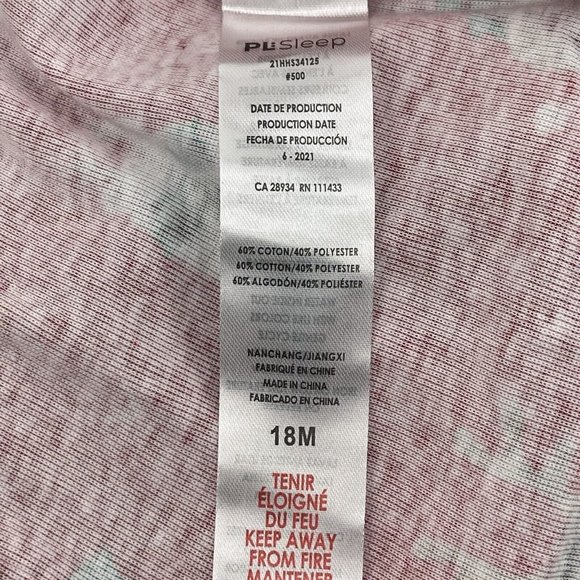 PL:Sleep
21HHS34125
#500
DATE DE PRODUCTION
PRODUCTION DATE
FECHA DE PRODUCCIÓN
6 - 2021
CA 28934 RN 111433
60% COTON/40% POLYESTER
60% COTTON/40% POLYESTER
60% ALGODÓN/40% POLIÉSTER
NANCHANG/JIANGXI
FABRIQUÉ EN CHINE
MADE IN CHINA
FABRICADO EN CHINA
18M
TENIR
ÉLOIGNÉ
DU FEU
KEEP AWAY
FROM FIRE
MANTENER